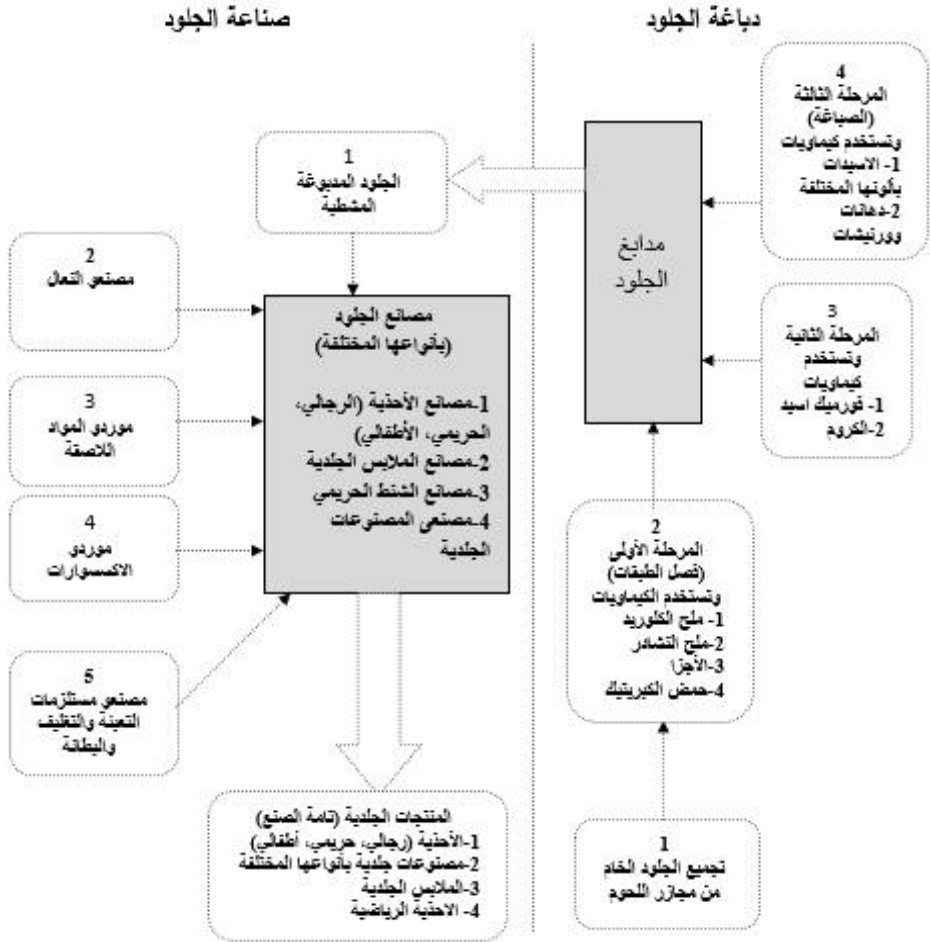 دباغة الجلود
صناعة الجلود
4
المرحلة الثالثة
(الصباغة)
وتستخدم كيماويات
1- الاسيدات
بألونها المختلفة
2-دهانات
وورنيشات
مدابغ
الجلود
3
المرحلة الثانية
وتستخدم
كيماويات
1- فورميك اسيد
2-الكروم
2
المرحلة الأولى
(فصل الطبقات)
وتستخدم الكيماويات
1- ملح الكلوريد
2-ملح النشادر
3-الأجزا
4-حمض الكبريتيك
1
تجميع الجلود الخام
من مجازر اللحوم
1
الجلود المدبوغة
المشطبة
2
مصنعو النعال
3
موردو المواد
اللاصقة
4
موردو
الاكسسوارات
5
مصنعو مستلزمات
التعبئة والتغليف
والبطانة
مصانع الجلود
(بأنواعها المختلفة)
1-مصانع الأحذية (الرجالي،
الحريمي، الأطفالي)
2-مصانع الملابس الجلدية
3-مصانع الشنط الحريمي
4-مصنعي المصنوعات
الجلدية
المنتجات الجلدية (تامة الصنع)
1-الأحذية (رجالي، حريمي، أطفالي)
2-مصنوعات جلدية بأنواعها المختلفة
3-الملابس الجلدية
4- الاحذية الرياضية